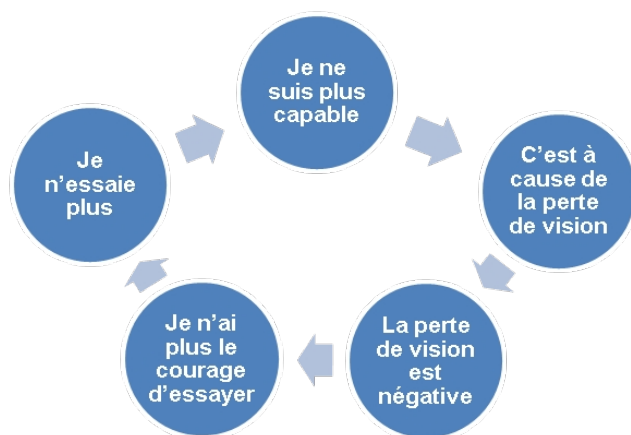 Je ne
suis plus
capable
C'est à
cause de
la perte
de vision
La perte
de vision
est
négative
Je n'ai
plus le
courage
d'essayer
Je
n'essaie
plus